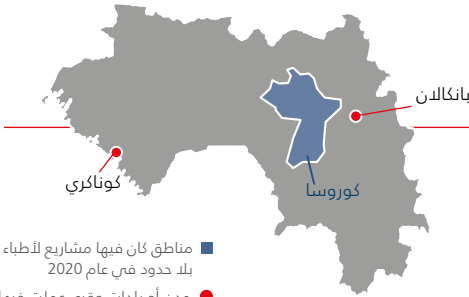 بانكالان
كوناكري
كوروسا
مناطق كان فيها مشاريع لأطباء
بلا حدود في عام 2020